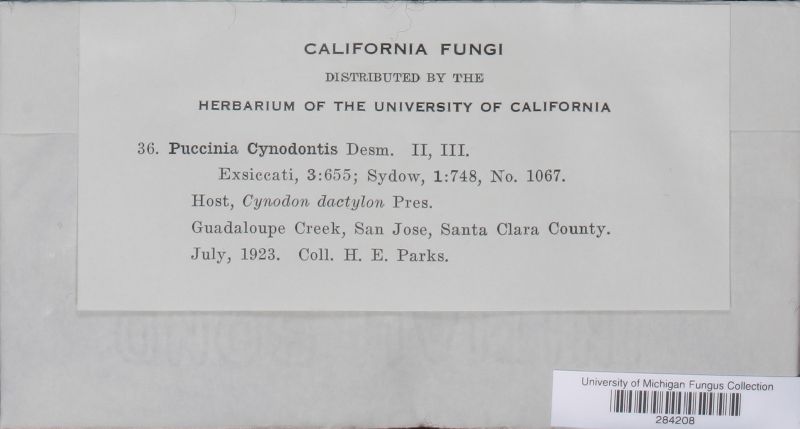 CALIFORNIA FUNGI
DISTRIBUTED BY THE
HERBARIUM OF THE UNIVERSITY OF CALIFORNIA
36. Puccinia Cynodontis Desm. II, III.
Exsiccati, 3:655; Sydow, 1:748, No. 1067.
Host, Cynodon dactylon Pres.
Guadaloupe Creek, San Jose, Santa Clara County.
July, 1923. Coll. H. E. Parks.
University of Michigan Fungus Collection
284208